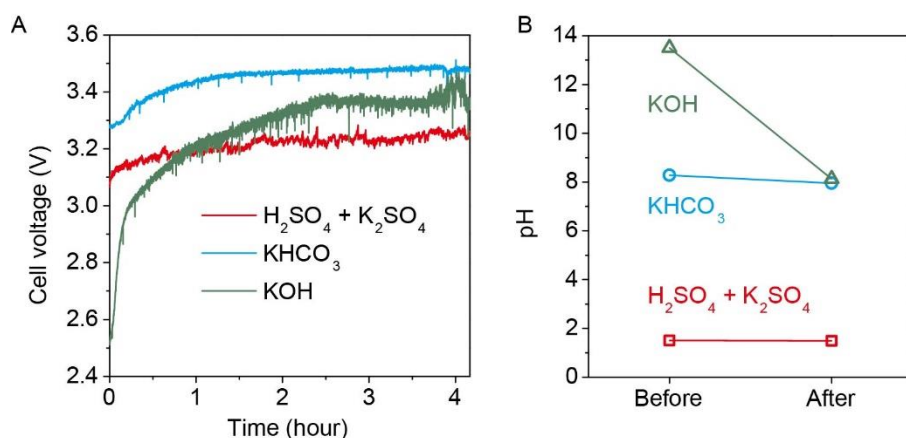 A
3.6
3.4
3.2
3.0
2.8
2.6
2.4
Cell voltage (V)
H₂SO₄ + K₂SO₄
KHCO₃
KOH
0
1
2
3
4
Time (hour)
B
14
12
10
8
6
4
2
0
pH
KOH
KHCO₃
H₂SO₄ + K₂SO₄
Before
After